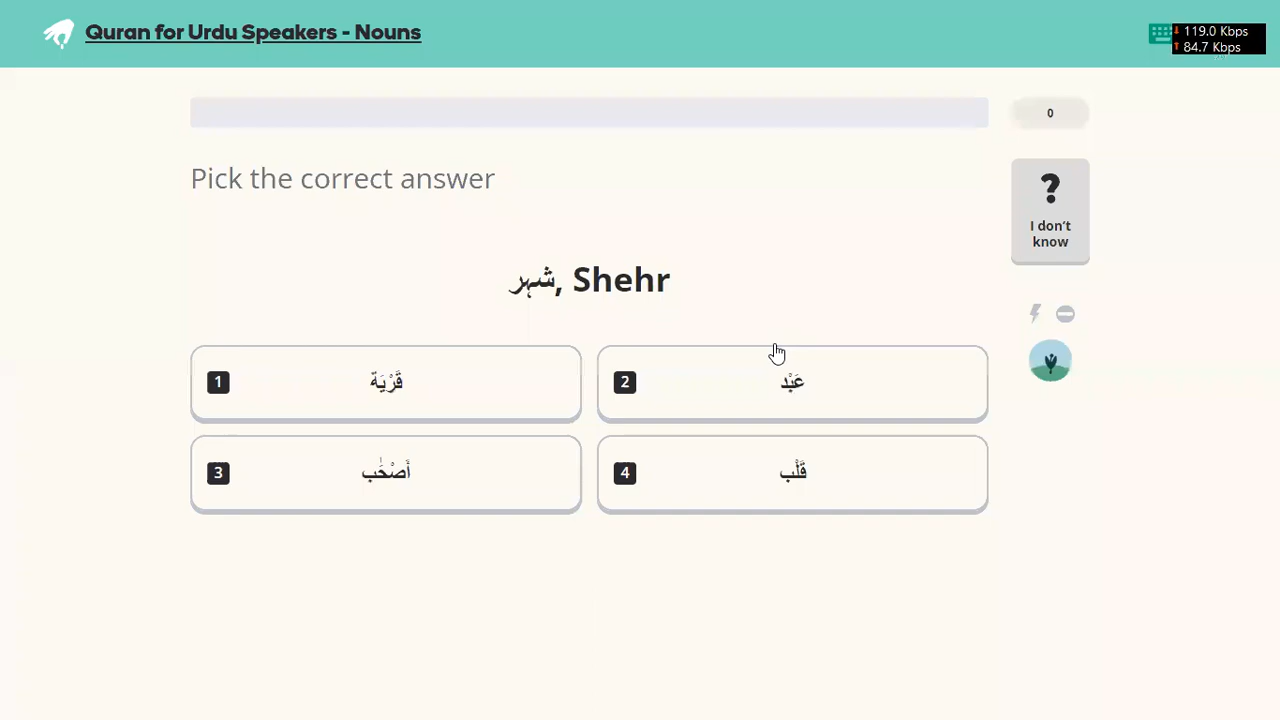 Quran for Urdu Speakers - Nouns
119.0 Kbps
84.7 Kbps
0
Pick the correct answer
?
I don't
know
شہر, Shehr
1 قَرْيَة
2 عَبْد
3 أَصْحَٰب
4 قَلْب